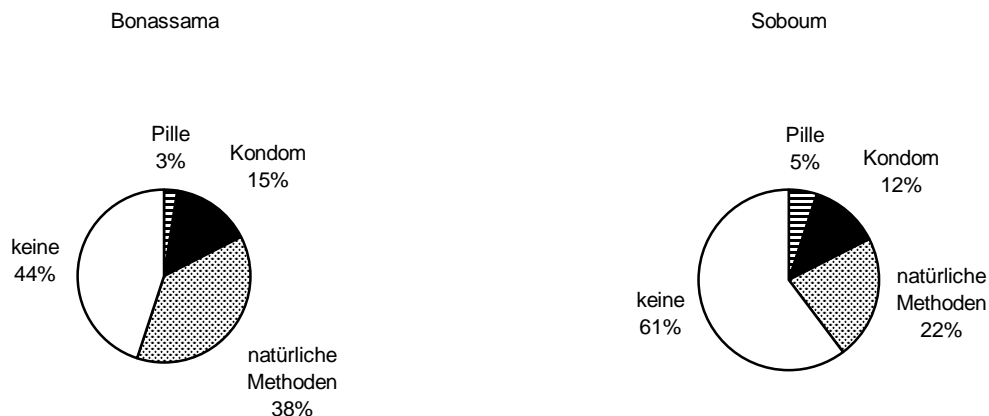 Bonassama
Pille
3%
Kondom
15%
keine
44%
natürliche
Methoden
38%
Soboum
Pille
5%
Kondom
12%
natürliche
Methoden
22%
keine
61%